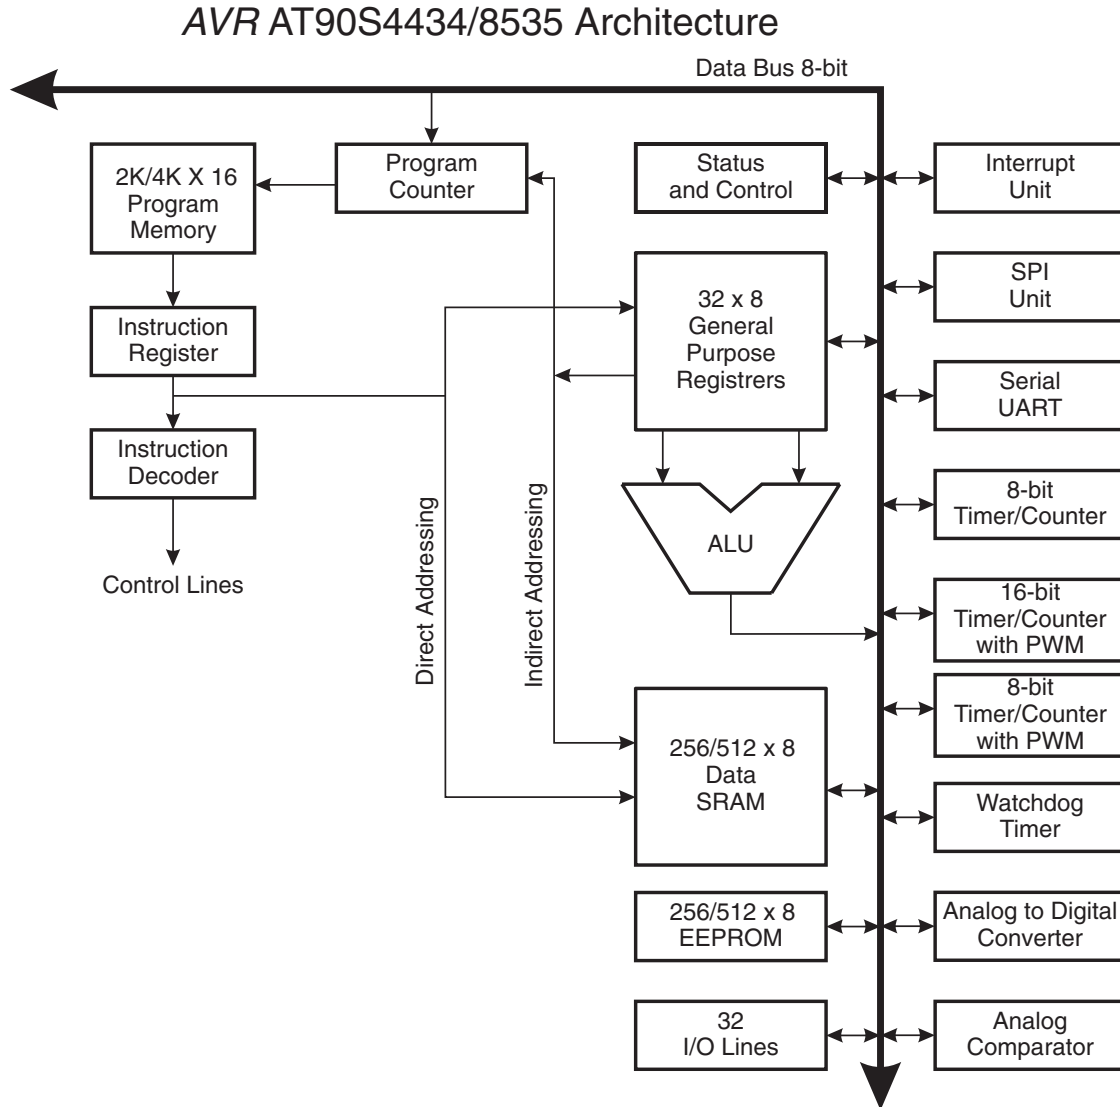 AVR AT90S4434/8535 Architecture
Data Bus 8-bit
2K/4K X 16
Program
Memory
Program
Counter
Status
and Control
Interrupt
Unit
32 x 8
General
Purpose
Registrers
SPI
Unit
Instruction
Register
Serial
UART
Instruction
Decoder
8-bit
Timer/Counter
ALU
Control Lines
Direct Addressing
Indirect Addressing
16-bit
Timer/Counter
with PWM
8-bit
Timer/Counter
with PWM
256/512 x 8
Data
SRAM
Watchdog
Timer
256/512 x 8
EEPROM
Analog to Digital
Converter
32
I/O Lines
Analog
Comparator